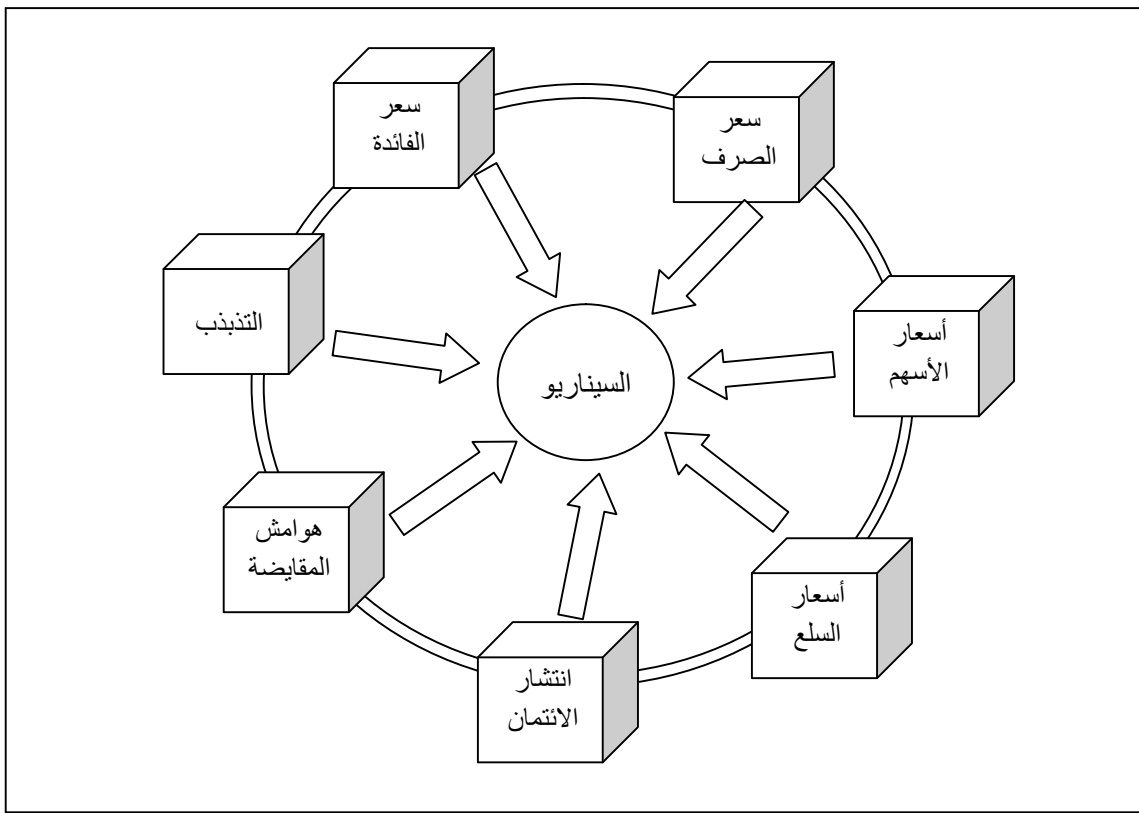 سعر
الصرف
سعر
الفائدة
أسعار
الأسهم
التذبذب
السيناريو
هوامش
المقايضة
أسعار
السلع
انتشار
الائتمان